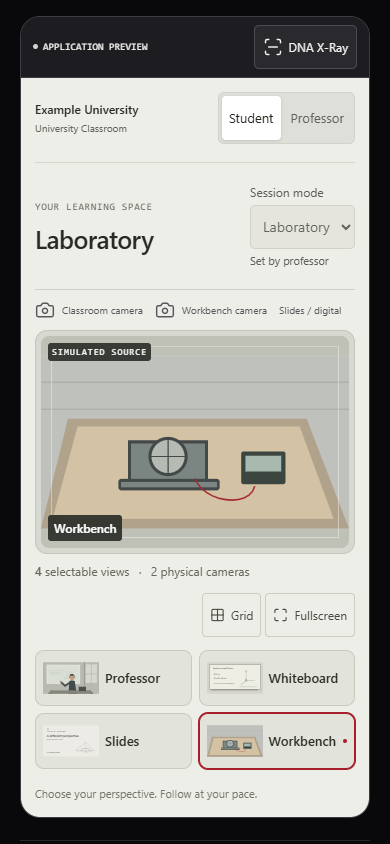 APPLICATION PREVIEW
DNA X-Ray
Example University
University Classroom
Student
Professor
YOUR LEARNING SPACE
Laboratory
Session mode
Laboratory
Set by professor
Classroom camera
Workbench camera
Slides / digital
SIMULATED SOURCE
Workbench
4 selectable views · 2 physical cameras
Grid
Fullscreen
Professor
Whiteboard
Slides
Workbench
Choose your perspective. Follow at your pace.